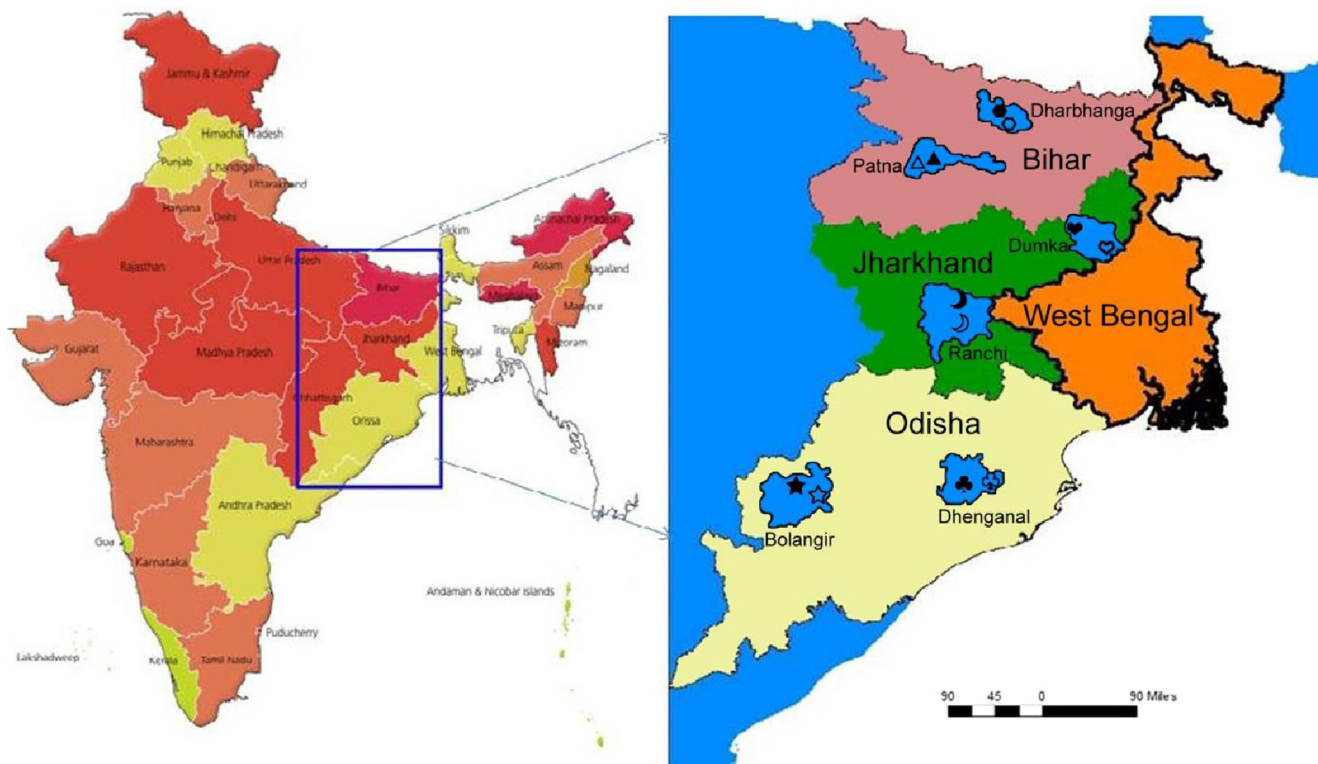 Jammu & Kashmir
Himachal Pradesh
Punjab
Chandigarh
Uttarakhand
Haryana
Delhi
Rajasthan
Uttar Pradesh
Sikkim
Arunachal Pradesh
Assam
Nagaland
Bihar
Meghalaya
Manipur
Tripura
Mizoram
Gujarat
Madhya Pradesh
Jharkhand
West Bengal
Chhattisgarh
Orissa
Maharashtra
Andhra Pradesh
Goa
Karnataka
Andaman & Nicobar Islands
Puducherry
Lakshadweep
Kerala
Tamil Nadu
Dharbhanga
Patna
Bihar
Dumka
Jharkhand
West Bengal
Ranchi
Odisha
Bolangir
Dhenganal
90 45 0 90 Miles